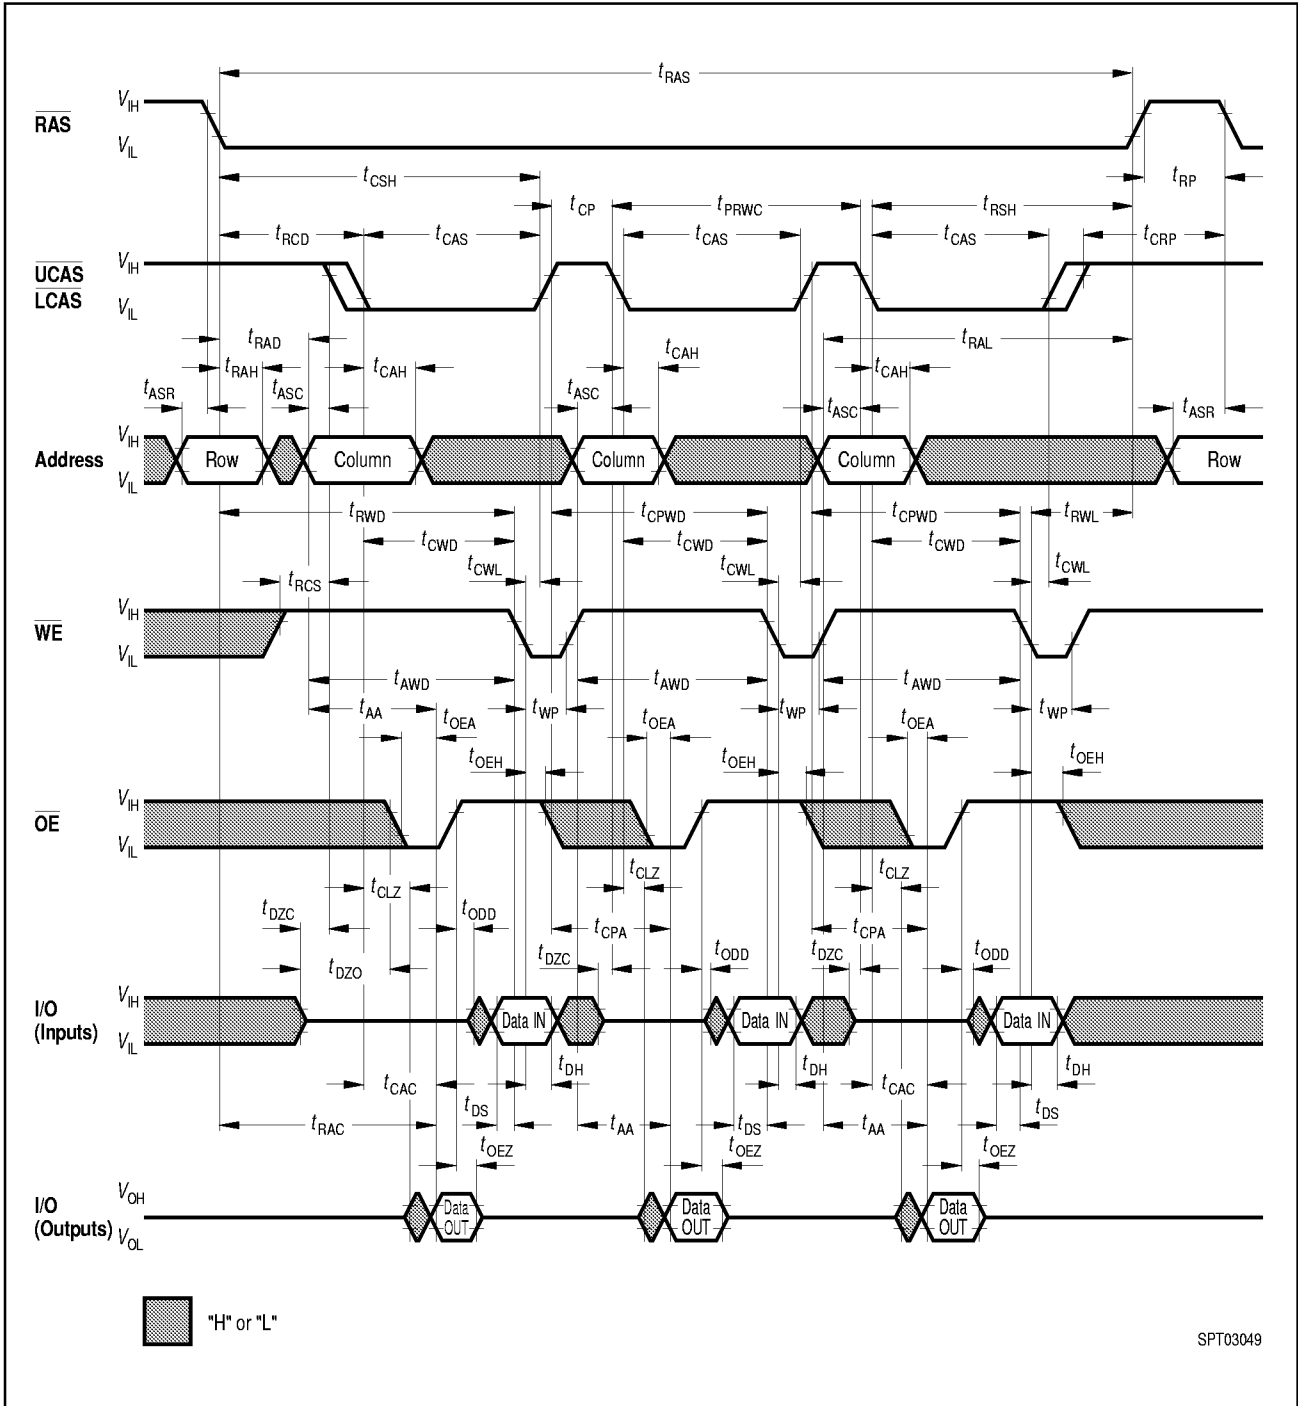 tRAS
VIH
RAS
VIL
tCSH
tRP
tCP
tPRWC
tRSH
tRCD
tCAS
tCAS
tCAS
tCRP
VIH
UCAS
LCAS
VIL
tRAD
tRAL
tRAH
tCAH
tCAH
tCAH
tASR
tASC
tASC
tASC
tASR
VIH
Address
Row
Column
Column
Column
Row
VIL
tRWD
tCPWD
tCPWD
tRWL
tCWD
tCWD
tCWD
tCWL
tCWL
tCWL
tRCS
VIH
WE
VIL
tAWD
tAWD
tAWD
tAA
tWP
tWP
tWP
tOEA
tOEA
tOEA
tOEH
tOEH
tOEH
VIH
OE
VIL
tCLZ
tCLZ
tCLZ
tDZC
tODD
tCPA
tCPA
tDZO
tDZC
tODD
tDZC
tODD
VIH
I/O
(Inputs)
Data IN
Data IN
Data IN
VIL
tDH
tDH
tDH
tCAC
tCAC
tDS
tDS
tDS
tRAC
tAA
tAA
tOEZ
tOEZ
tOEZ
VOH
I/O
(Outputs)
Data
OUT
Data
OUT
Data
OUT
VOL
"H" or "L"
SPT03049